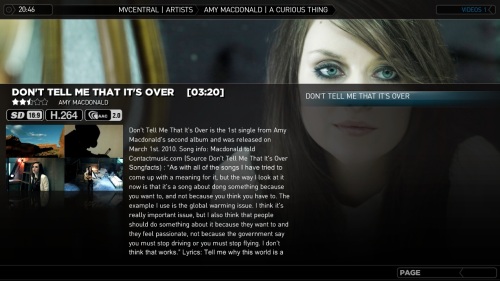 20:46
MVCENTRAL | ARTISTS
AMY MACDONALD | A CURIOUS THING
VIDEOS
DON'T TELL ME THAT IT'S OVER [03:20]
AMY MACDONALD
SD
H.264
2.0
DON'T TELL ME THAT IT'S OVER
Don't Tell Me That It's Over is the 1st single from Amy
Macdonald's second album and was released on
March 1st, 2010. Song info: Macdonald told
Contactmusic.com (Source Don't Tell Me That It's Over
Songfacts) : "As with all of the songs I have tried to
come up with a meaning for it, but the way I look at it
now is that it's a song about dong something because
you want to, and not because you think you have to. The
example I use is the global warming issue. I think it's
really important issue, but I also think that people
should do something about it because they want to and
they feel passionate, not because the government say
you must stop driving or you must stop flying. I don't
think that works." Lyrics: Tell me why this world is a
PAGE